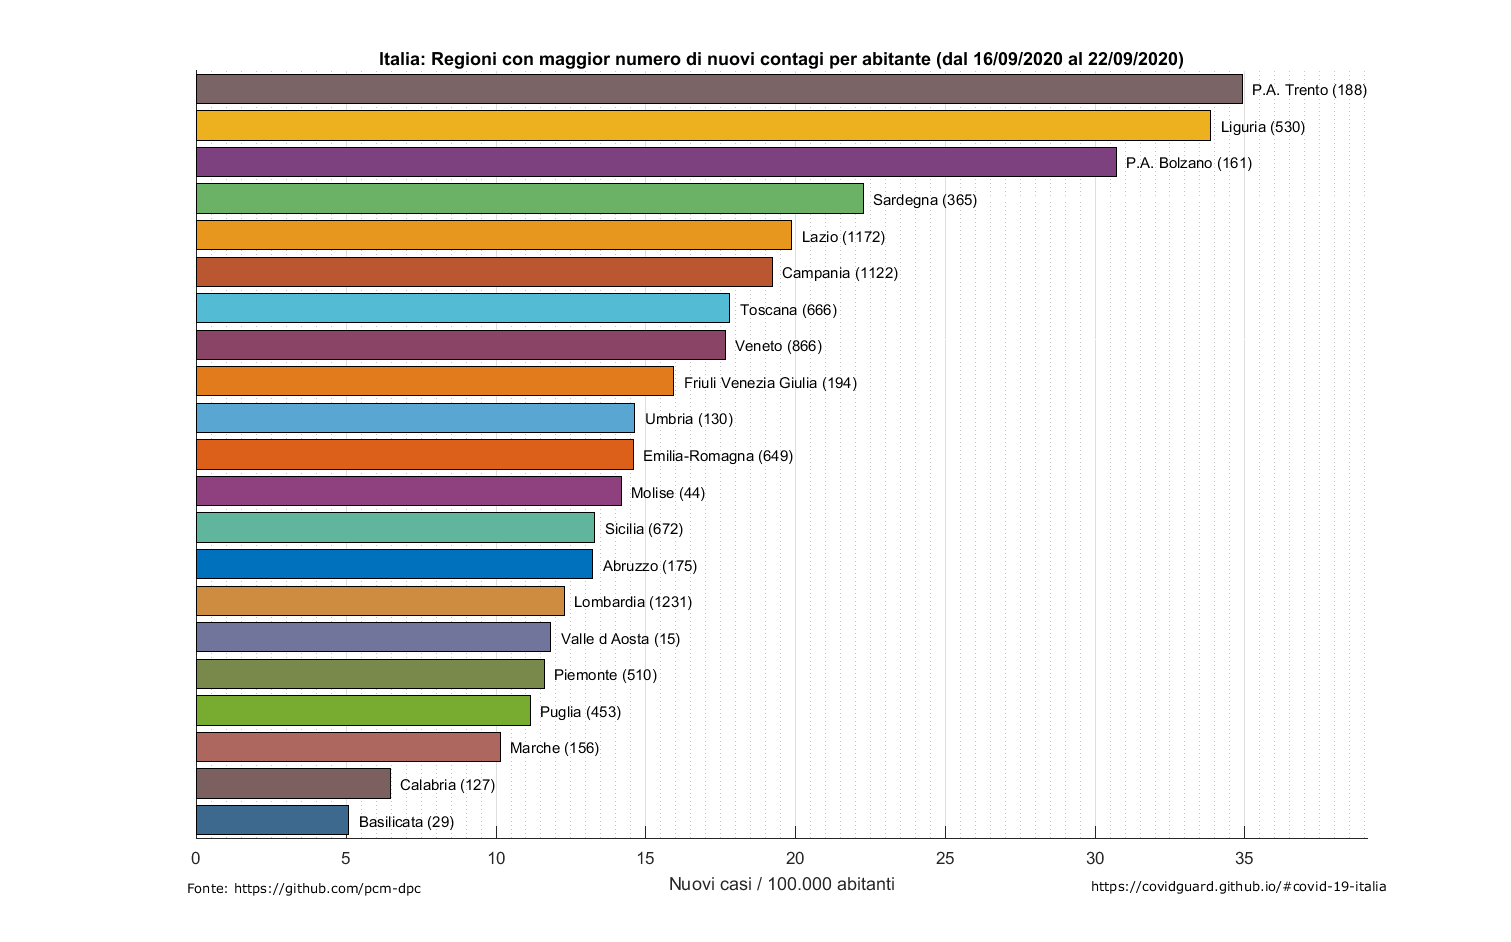 Italia: Regioni con maggior numero di nuovi contagi per abitante (dal 16/09/2020 al 22/09/2020)
P.A. Trento (188)
Liguria (530)
P.A. Bolzano (161)
Sardegna (365)
Lazio (1172)
Campania (1122)
Toscana (666)
Veneto (866)
Friuli Venezia Giulia (194)
Umbria (130)
Emilia-Romagna (649)
Molise (44)
Sicilia (672)
Abruzzo (175)
Lombardia (1231)
Valle d Aosta (15)
Piemonte (510)
Puglia (453)
Marche (156)
Calabria (127)
Basilicata (29)
0 5 10 15 20 25 30 35
Nuovi casi / 100.000 abitanti
Fonte: https://github.com/pcm-dpc
https://covidguard.github.io/#covid-19-italia